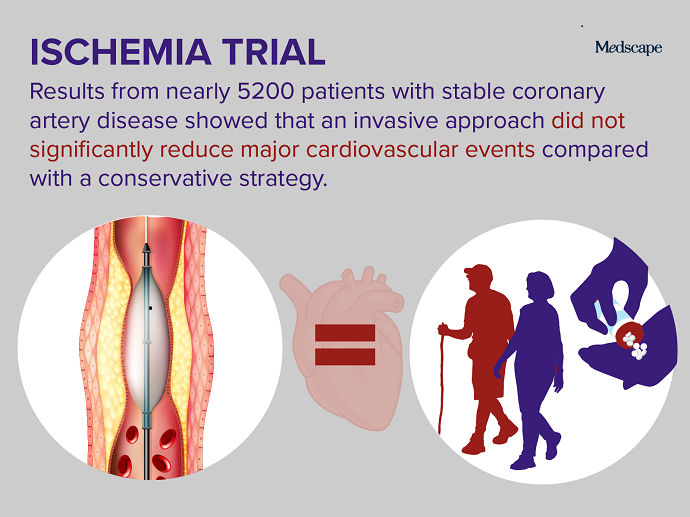 ISCHEMIA TRIAL
Medscape
Results from nearly 5200 patients with stable coronary
artery disease showed that an invasive approach did not
significantly reduce major cardiovascular events compared
with a conservative strategy.